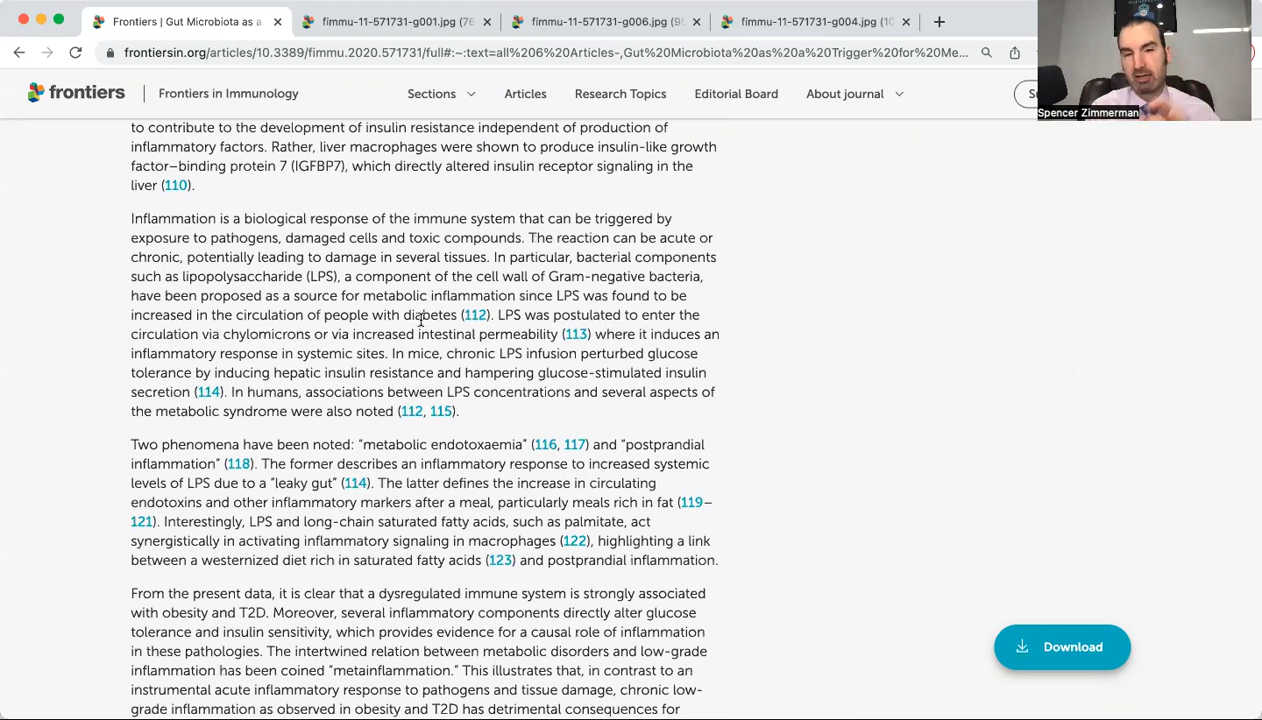 Frontiers | Gut Microbiota as a
fimmu-11-571731-g001.jpg (76
fimmu-11-571731-g006.jpg (95
fimmu-11-571731-g004.jpg (10
frontiersin.org/articles/10.3389/fimmu.2020.571731/full#:~:text=all%206%20Articles-,Gut%20Microbiota%20as%20a%20Trigger%20for%20Me...
frontiers
Frontiers in Immunology
Sections
Articles
Research Topics
Editorial Board
About journal
Spencer Zimmerman
to contribute to the development of insulin resistance independent of production of
inflammatory factors. Rather, liver macrophages were shown to produce insulin-like growth
factor–binding protein 7 (IGFBP7), which directly altered insulin receptor signaling in the
liver (110).
Inflammation is a biological response of the immune system that can be triggered by
exposure to pathogens, damaged cells and toxic compounds. The reaction can be acute or
chronic, potentially leading to damage in several tissues. In particular, bacterial components
such as lipopolysaccharide (LPS), a component of the cell wall of Gram-negative bacteria,
have been proposed as a source for metabolic inflammation since LPS was found to be
increased in the circulation of people with diabetes (112). LPS was postulated to enter the
circulation via chylomicrons or via increased intestinal permeability (113) where it induces an
inflammatory response in systemic sites. In mice, chronic LPS infusion perturbed glucose
tolerance by inducing hepatic insulin resistance and hampering glucose-stimulated insulin
secretion (114). In humans, associations between LPS concentrations and several aspects of
the metabolic syndrome were also noted (112, 115).
Two phenomena have been noted: “metabolic endotoxaemia” (116, 117) and “postprandial
inflammation” (118). The former describes an inflammatory response to increased systemic
levels of LPS due to a “leaky gut” (114). The latter defines the increase in circulating
endotoxins and other inflammatory markers after a meal, particularly meals rich in fat (119–
121). Interestingly, LPS and long-chain saturated fatty acids, such as palmitate, act
synergistically in activating inflammatory signaling in macrophages (122), highlighting a link
between a westernized diet rich in saturated fatty acids (123) and postprandial inflammation.
From the present data, it is clear that a dysregulated immune system is strongly associated
with obesity and T2D. Moreover, several inflammatory components directly alter glucose
tolerance and insulin sensitivity, which provides evidence for a causal role of inflammation
in these pathologies. The intertwined relation between metabolic disorders and low-grade
inflammation has been coined “metainflammation.” This illustrates that, in contrast to an
instrumental acute inflammatory response to pathogens and tissue damage, chronic low-
grade inflammation as observed in obesity and T2D has detrimental consequences for
Download